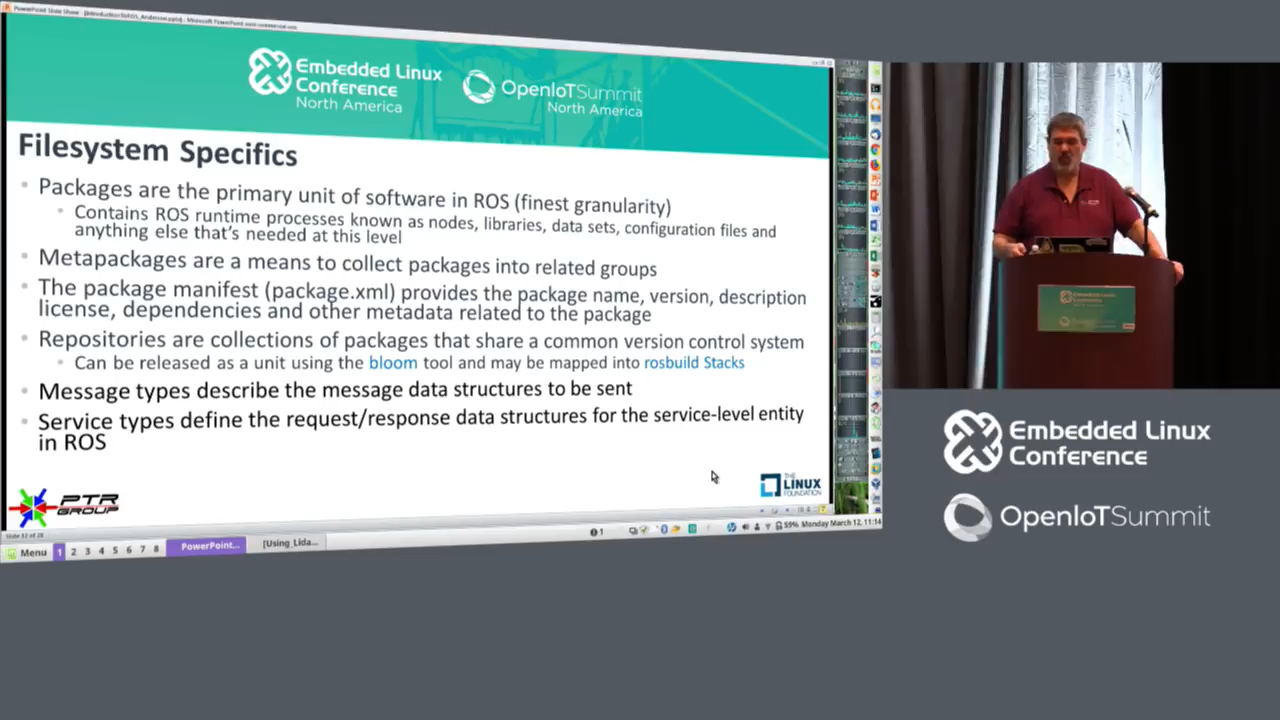 Embedded Linux
Conference
North America
OpenIoTSummit
North America
Filesystem Specifics
Packages are the primary unit of software in ROS (finest granularity)
Contains ROS runtime processes known as nodes, libraries, data sets, configuration files and
anything else that's needed at this level
Metapackages are a means to collect packages into related groups
The package manifest (package.xml) provides the package name, version, description
license, dependencies and other metadata related to the package
Repositories are collections of packages that share a common version control system
Can be released as a unit using the bloom tool and may be mapped into rosbuild Stacks
Message types describe the message data structures to be sent
Service types define the request/response data structures for the service-level entity
in ROS
PTR
GROUP
THE
LINUX
FOUNDATION
Menu 1 2 3 4 5 6 7 8 PowerPoint... [Using_Lida...
1
59% Monday March 12, 11:14
Embedded Linux
Conference
OpenIoTSummit